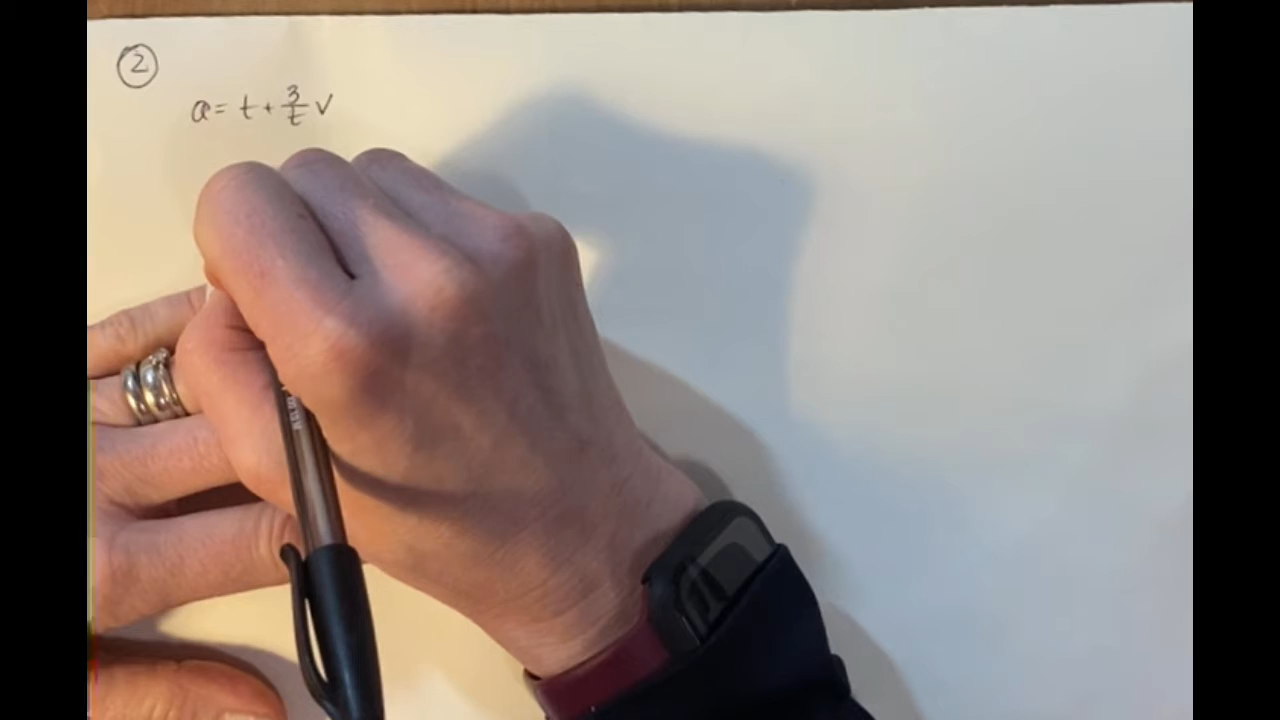 2
a = t + 3/t v